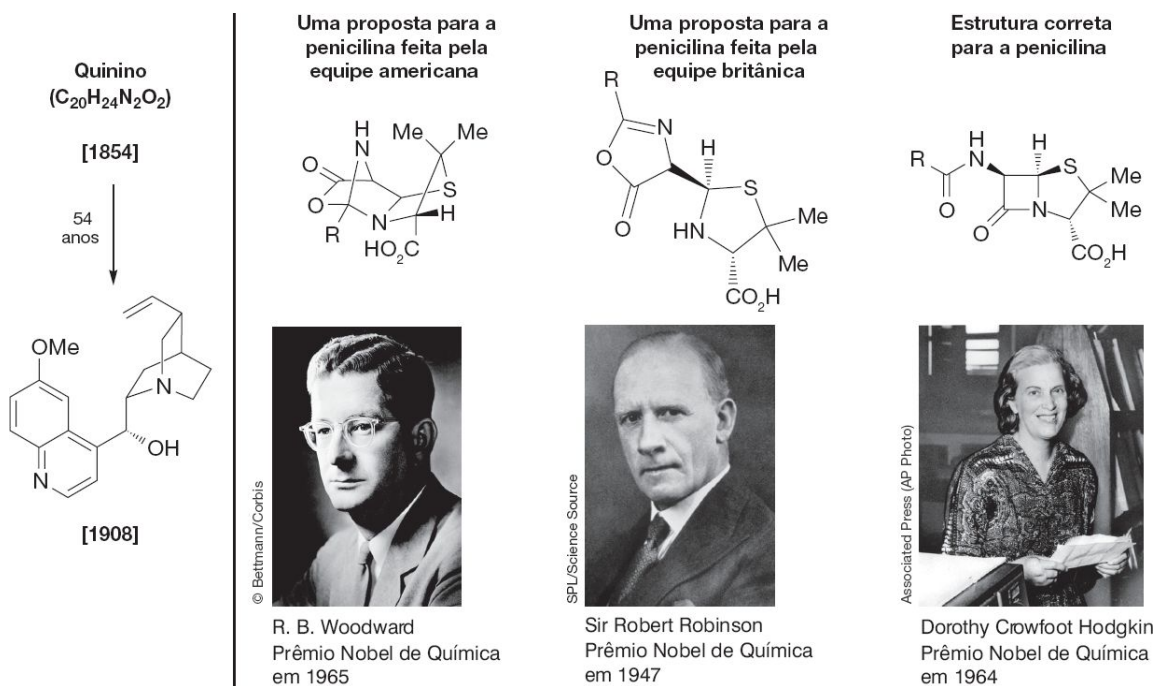 Quinino
(C20H24N2O2)
[1854]
54
anos
OMe
N
N
OH
[1908]
Uma proposta para a
penicilina feita pela
equipe americana
H
N
Me
Me
O
S
O
N
H
R
HO2C
© Bettmann/Corbis
R. B. Woodward
Prêmio Nobel de Química
em 1965
Uma proposta para a
penicilina feita pela
equipe britânica
R
N
O
H
S
O
HN
Me
Me
CO2H
SPL/Science Source
Sir Robert Robinson
Prêmio Nobel de Química
em 1947
Estrutura correta
para a penicilina
H
H
R
N
S
Me
O
N
Me
O
CO2H
Associated Press (AP Photo)
Dorothy Crowfoot Hodgkin
Prêmio Nobel de Química
em 1964